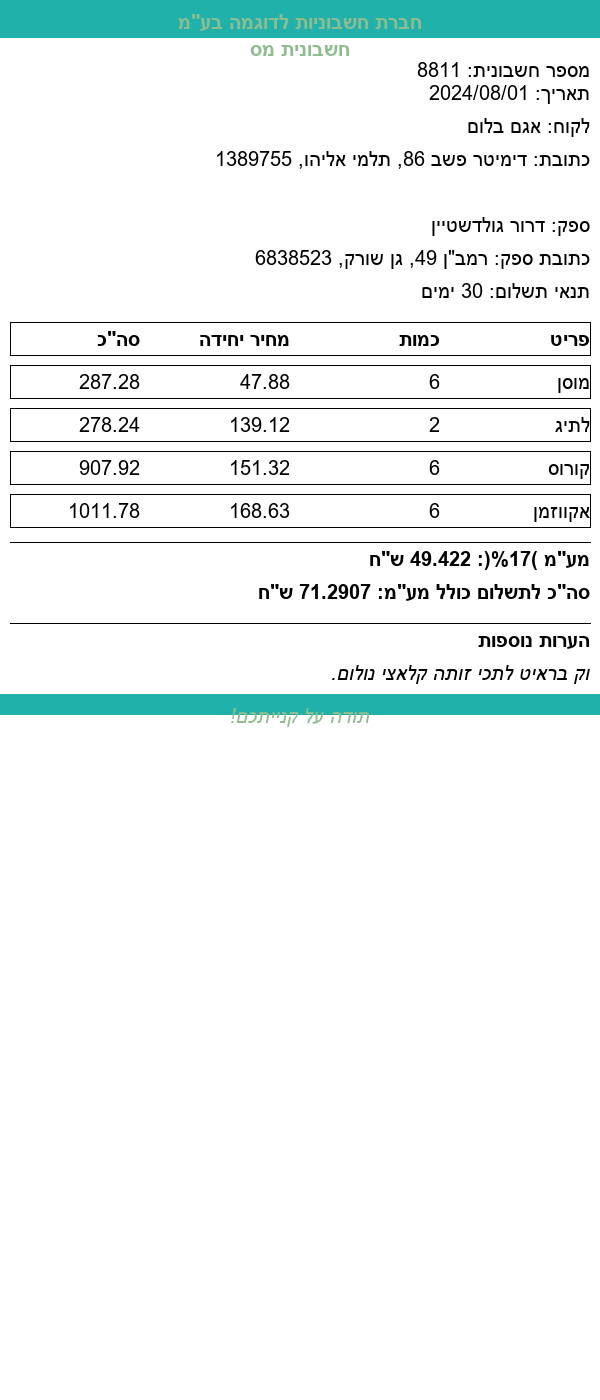 חברת חשבוניות לדוגמה בע"מ
חשבונית מס
מספר חשבונית: 8811
תאריך: 2024/08/01
לקוח: אגם בלום
כתובת: דימיטר פשב 86, תלמי אליהו, 1389755
ספק: דרור גולדשטיין
כתובת ספק: רמב"ן 49, גן שורק, 6838523
תנאי תשלום: 30 ימים
פריט כמות מחיר יחידה סה"כ
מוסן 6 47.88 287.28
לתיג 2 139.12 278.24
קורוס 6 151.32 907.92
אקווזמן 6 168.63 1011.78
מע"מ )17%(: 49.422 ש"ח
סה"כ לתשלום כולל מע"מ: 71.2907 ש"ח
הערות נוספות
וק בראיט לתכי זותה קלאצי נולום.
תודה על קנייתכם!